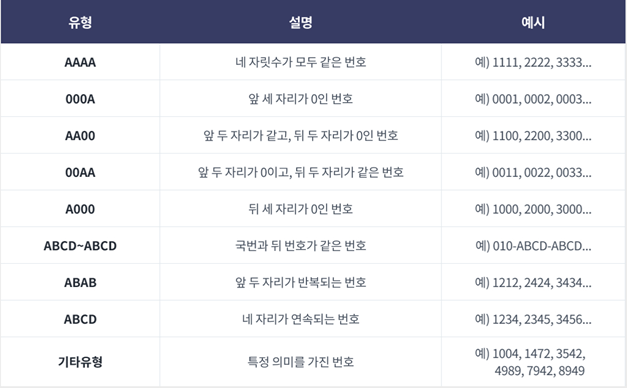 유형 설명 예시
AAAA 네 자릿수가 모두 같은 번호 예) 1111, 2222, 3333...
000A 앞 세 자리가 0인 번호 예) 0001, 0002, 0003...
AA00 앞 두 자리가 같고, 뒤 두 자리가 0인 번호 예) 1100, 2200, 3300...
00AA 앞 두 자리가 0이고, 뒤 두 자리가 같은 번호 예) 0011, 0022, 0033...
A000 뒤 세 자리가 0인 번호 예) 1000, 2000, 3000...
ABCD~ABCD 국번과 뒤 번호가 같은 번호 예) 010-ABCD-ABCD...
ABAB 앞 두 자리가 반복되는 번호 예) 1212, 2424, 3434...
ABCD 네 자리가 연속되는 번호 예) 1234, 2345, 3456...
기타유형 특정 의미를 가진 번호 예) 1004, 1472, 3542,
4989, 7942, 8949